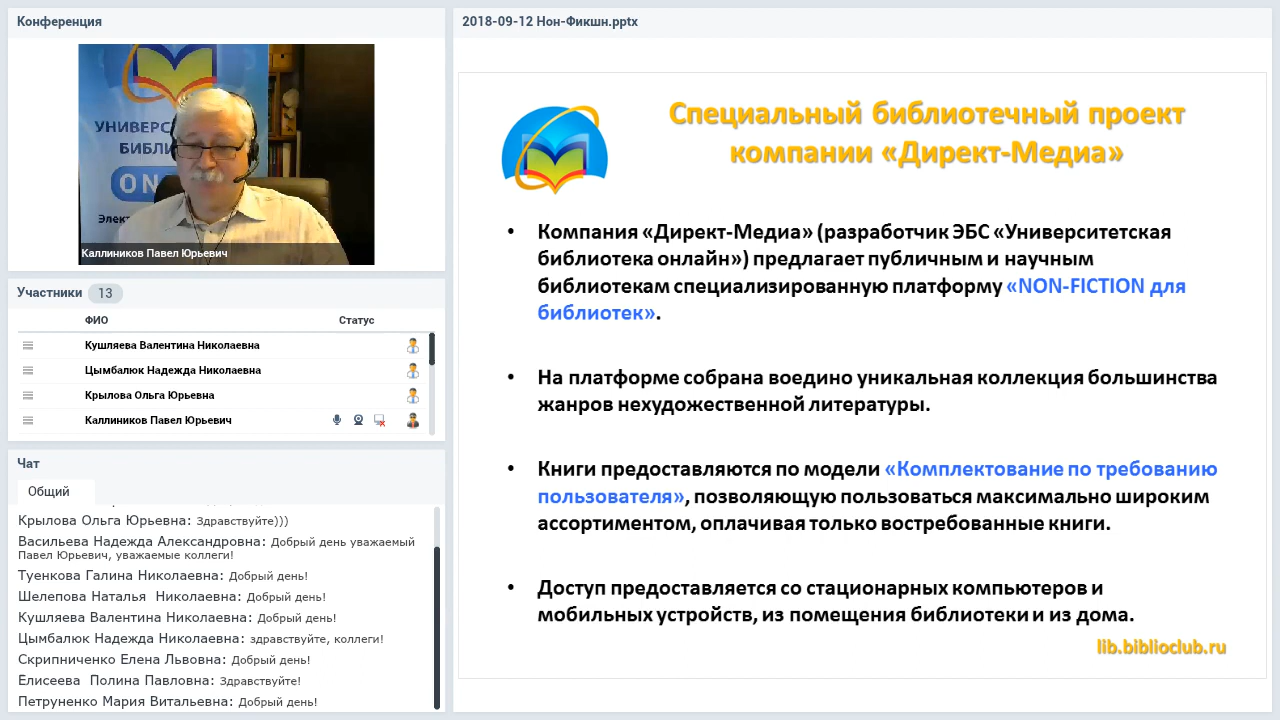 Конференция
УНИВЕРС
БИБЛИ
ON
Элект
Каллиников Павел Юрьевич
Участники 13
ФИО Статус
Кушляева Валентина Николаевна
Цымбалюк Надежда Николаевна
Крылова Ольга Юрьевна
Каллиников Павел Юрьевич
Чат
Общий
Крылова Ольга Юрьевна: Здравствуйте)))
Васильева Надежда Александровна: Добрый день уважаемый
Павел Юрьевич, уважаемые коллеги!
Туенкова Галина Николаевна: Добрый день!
Шелепова Наталья Николаевна: Добрый день!
Кушляева Валентина Николаевна: Добрый день!
Цымбалюк Надежда Николаевна: здравствуйте, коллеги!
Скрипниченко Елена Львовна: Добрый день!
Елисеева Полина Павловна: Здравствуйте!
Петруненко Мария Витальевна: Добрый день!
2018-09-12 Нон-Фикшн.pptx
Специальный библиотечный проект
компании «Директ-Медиа»
• Компания «Директ-Медиа» (разработчик ЭБС «Университетская
библиотека онлайн») предлагает публичным и научным
библиотекам специализированную платформу «NON-FICTION для
библиотек».
• На платформе собрана воедино уникальная коллекция большинства
жанров нехудожественной литературы.
• Книги предоставляются по модели «Комплектование по требованию
пользователя», позволяющую пользоваться максимально широким
ассортиментом, оплачивая только востребованные книги.
• Доступ предоставляется со стационарных компьютеров и
мобильных устройств, из помещения библиотеки и из дома.
lib.biblioclub.ru